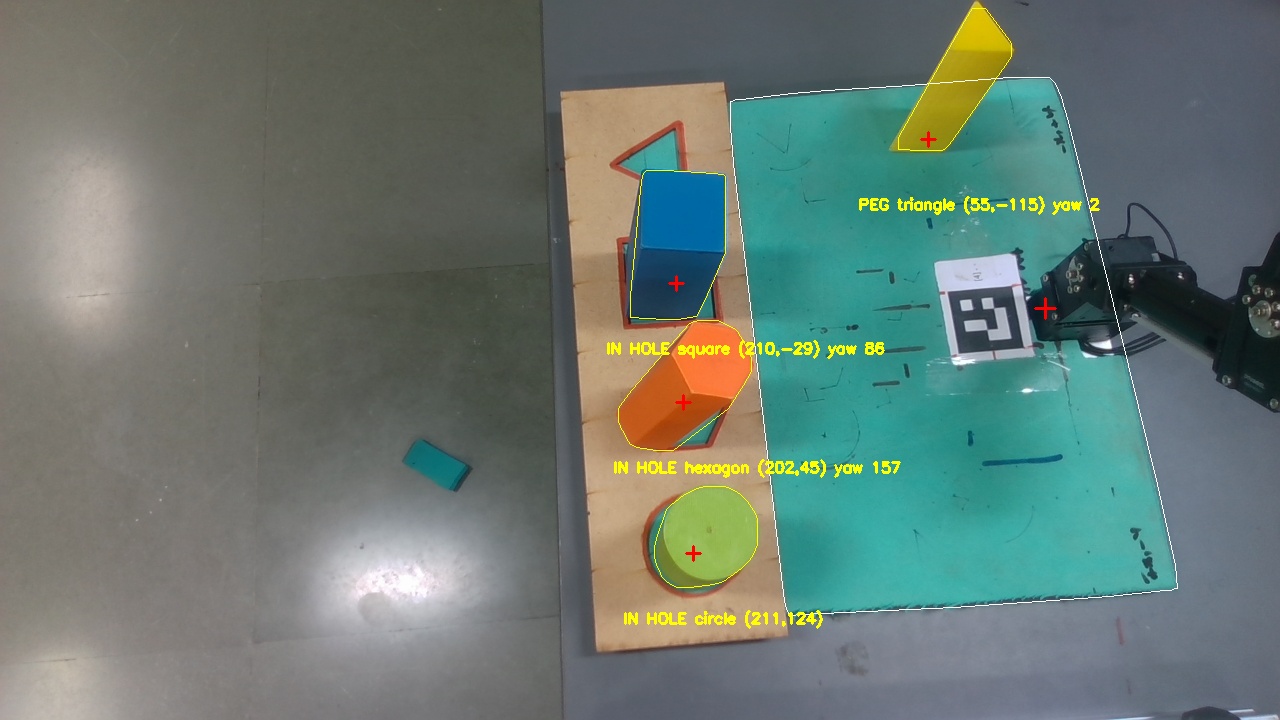 PEG triangle (55,-115) yaw 2
IN HOLE square (210,-29) yaw 86
IN HOLE hexagon (202,45) yaw 157
IN HOLE circle (211,124)